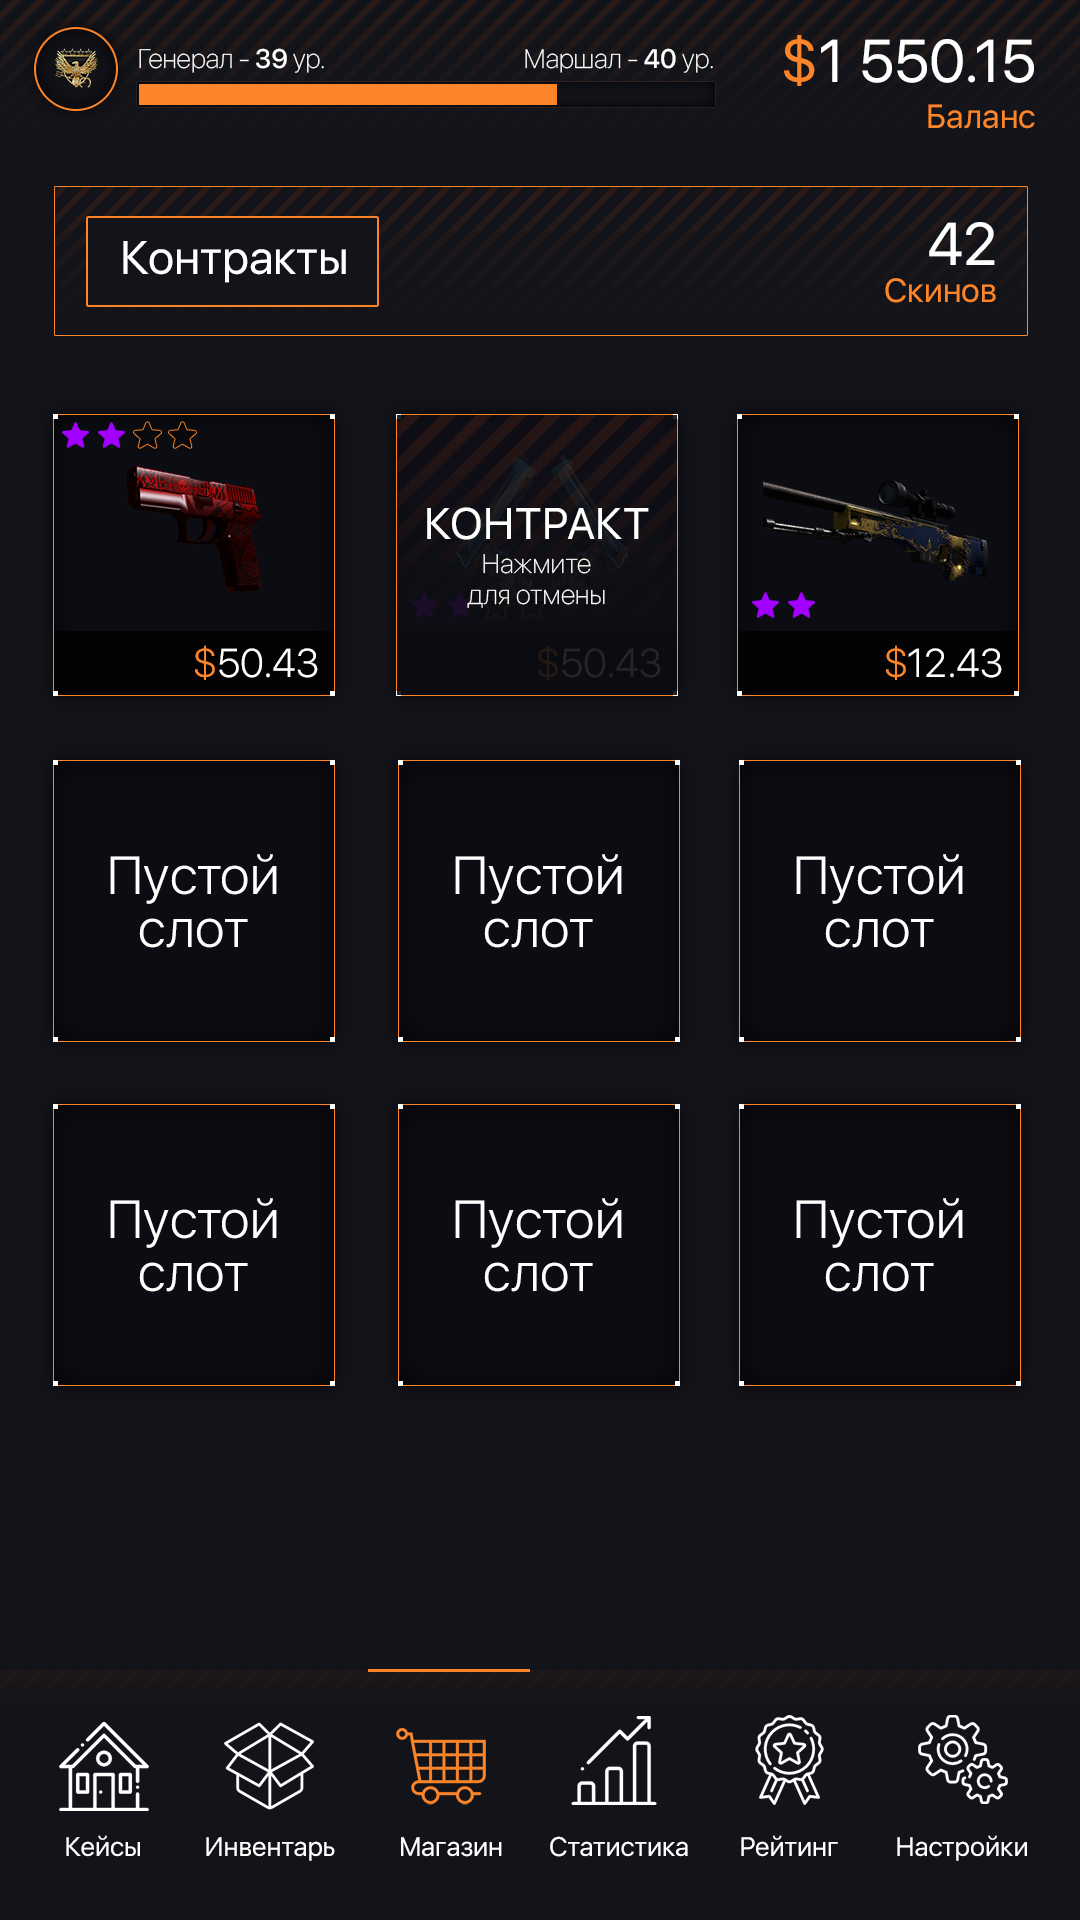 Генерал - 39 ур.
Маршал - 40 ур.
$1 550.15
Баланс
Контракты
42
Скинов
КОНТРАКТ
Нажмите
для отмены
$50.43
$50.43
$12.43
Пустой
слот
Пустой
слот
Пустой
слот
Пустой
слот
Пустой
слот
Пустой
слот
Кейсы
Инвентарь
Магазин
Статистика
Рейтинг
Настройки